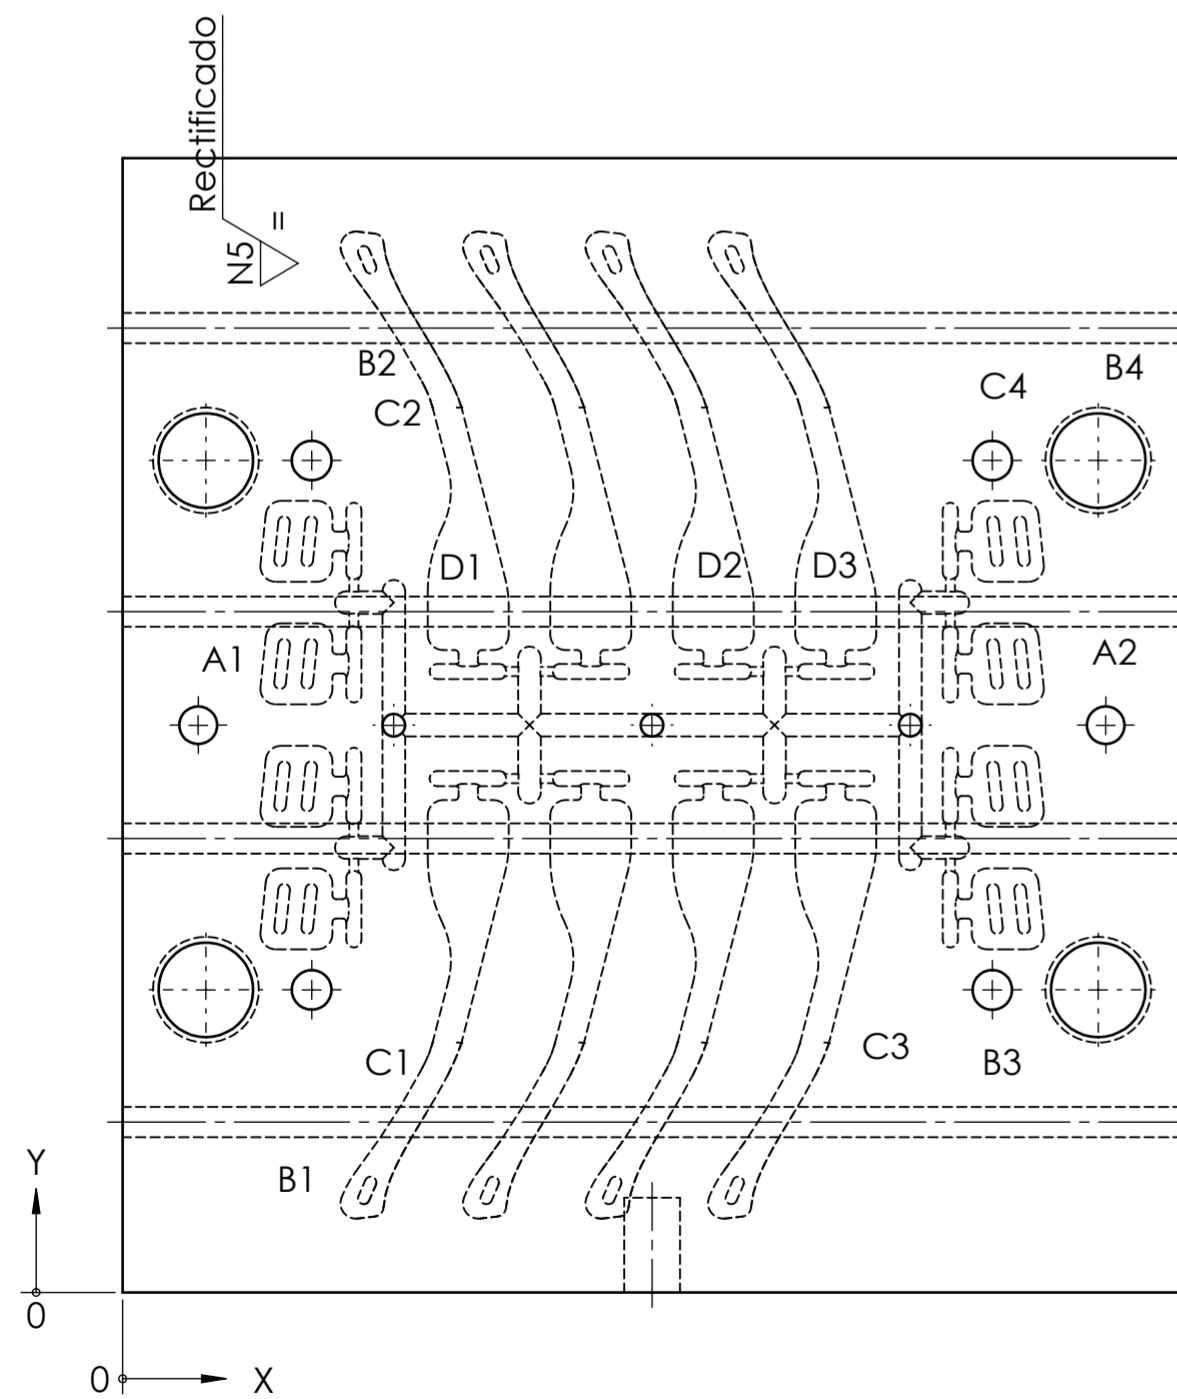 Rectificado
N5
=
B2
C2
C4
B4
D1
D2
D3
A1
A2
C1
C3
B3
B1
Y
0
0
X